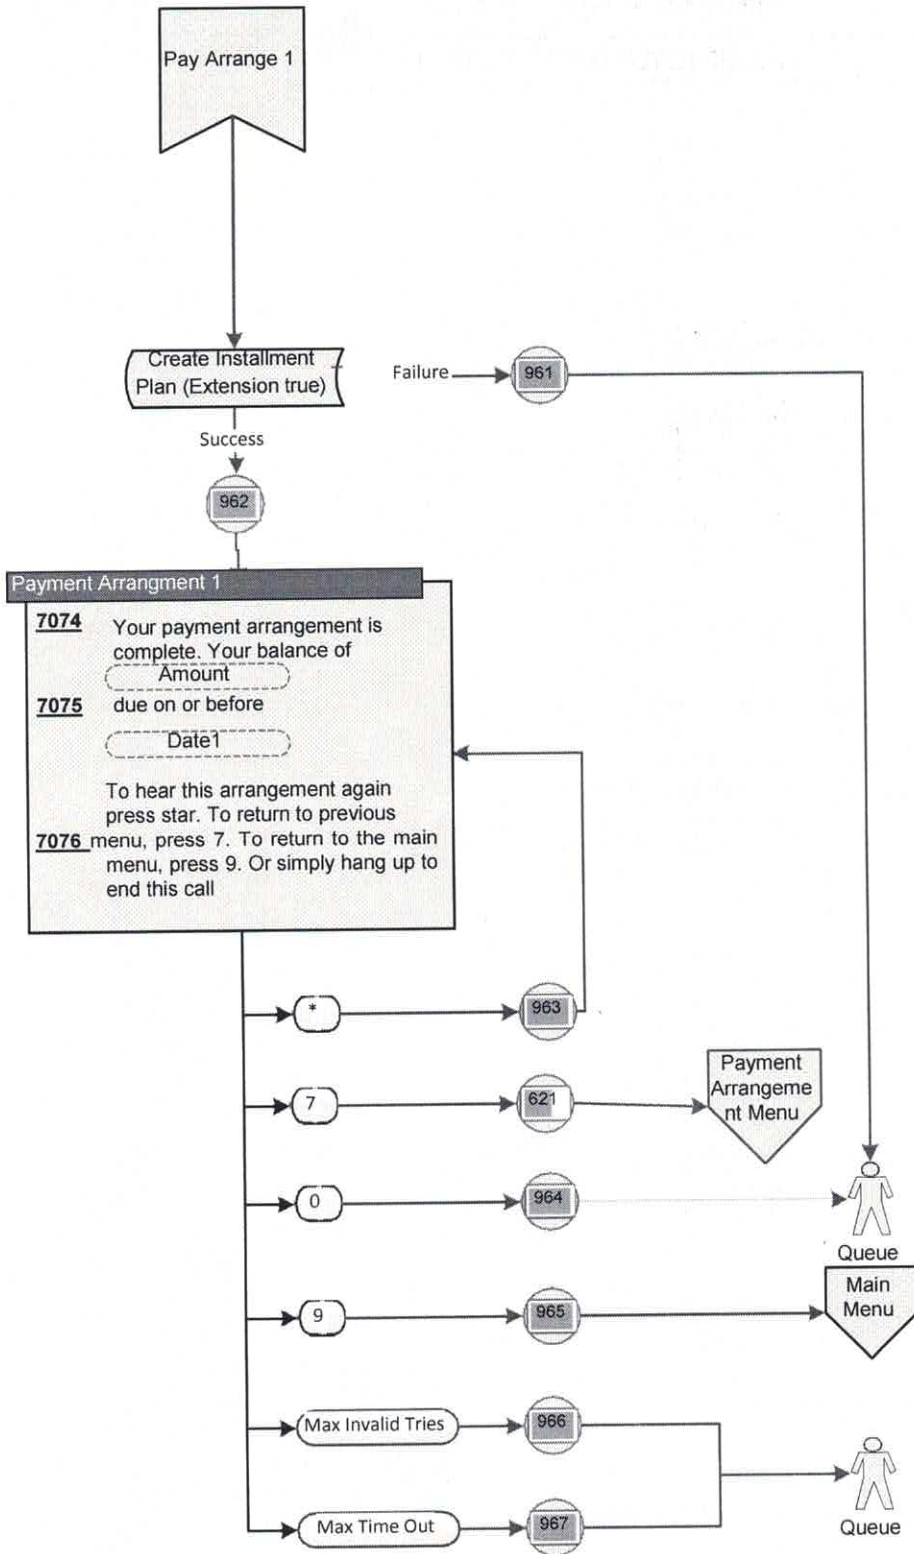 Pay Arrange 1
Create Installment
Plan (Extension true)
Failure
961
Success
962
Payment Arrangment 1
7074
Your payment arrangement is
complete. Your balance of
Amount
7075 due on or before
Date1
To hear this arrangement again
press star. To return to previous
7076 menu, press 7. To return to the main
menu, press 9. Or simply hang up to
end this call
*
963
7
621
Payment
Arrangeme
nt Menu
0
964
Queue
9
965
Main
Menu
Max Invalid Tries
966
Max Time Out
967
Queue